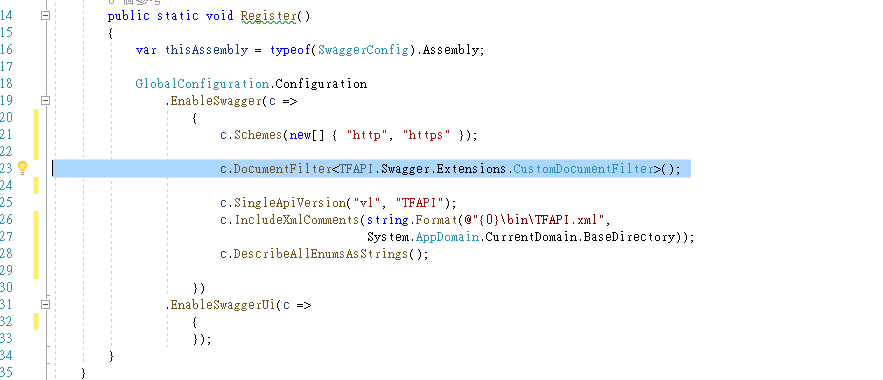 14 public static void Register()
15 {
16 var thisAssembly = typeof(SwaggerConfig).Assembly;
17
18 GlobalConfiguration.Configuration
19 .EnableSwagger(c =>
20 {
21 c.Schemes(new[] { "http", "https" });
22
23 c.DocumentFilter<TFAPI.Swagger.Extensions.CustomDocumentFilter>();
24
25 c.SingleApiVersion("v1", "TFAPI");
26 c.IncludeXmlComments(string.Format(@"{0}\bin\TFAPI.xml",
27 System.AppDomain.CurrentDomain.BaseDirectory));
28 c.DescribeAllEnumsAsStrings();
29
30 })
31 .EnableSwaggerUi(c =>
32 {
33 });
34 }
35 }